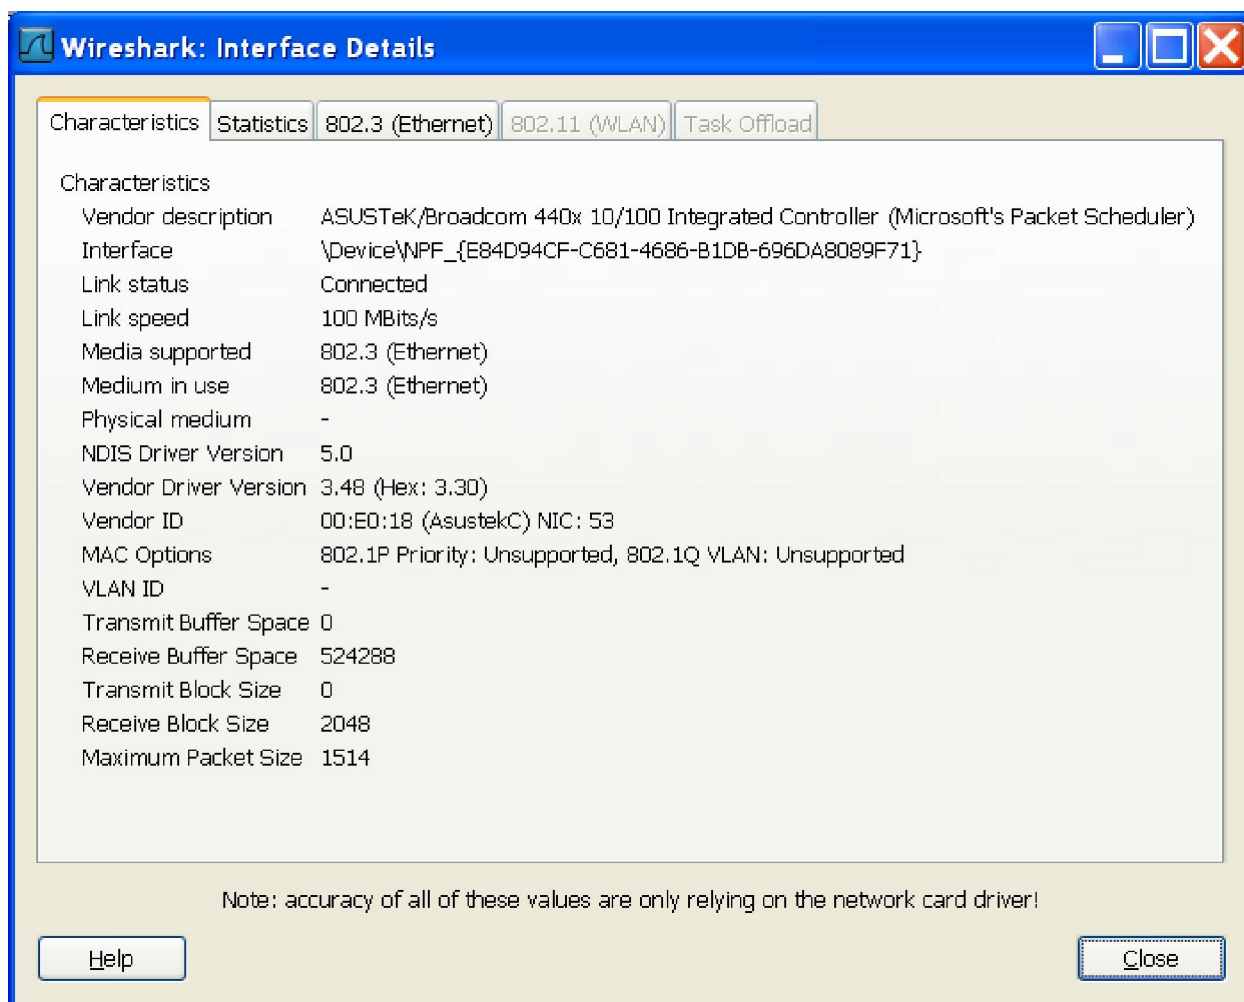 Wireshark: Interface Details
Characteristics Statistics 802.3 (Ethernet) 802.11 (WLAN) Task Offload
Characteristics
Vendor description ASUSTeK/Broadcom 440x 10/100 Integrated Controller (Microsoft's Packet Scheduler)
Interface \Device\NPF_{E84D94CF-C681-4686-B1DB-696DA8089F71}
Link status Connected
Link speed 100 MBits/s
Media supported 802.3 (Ethernet)
Medium in use 802.3 (Ethernet)
Physical medium -
NDIS Driver Version 5.0
Vendor Driver Version 3.48 (Hex: 3.30)
Vendor ID 00:E0:18 (AsustekC) NIC: 53
MAC Options 802.1P Priority: Unsupported, 802.1Q VLAN: Unsupported
VLAN ID -
Transmit Buffer Space 0
Receive Buffer Space 524288
Transmit Block Size 0
Receive Block Size 2048
Maximum Packet Size 1514
Note: accuracy of all of these values are only relying on the network card driver!
Help Close